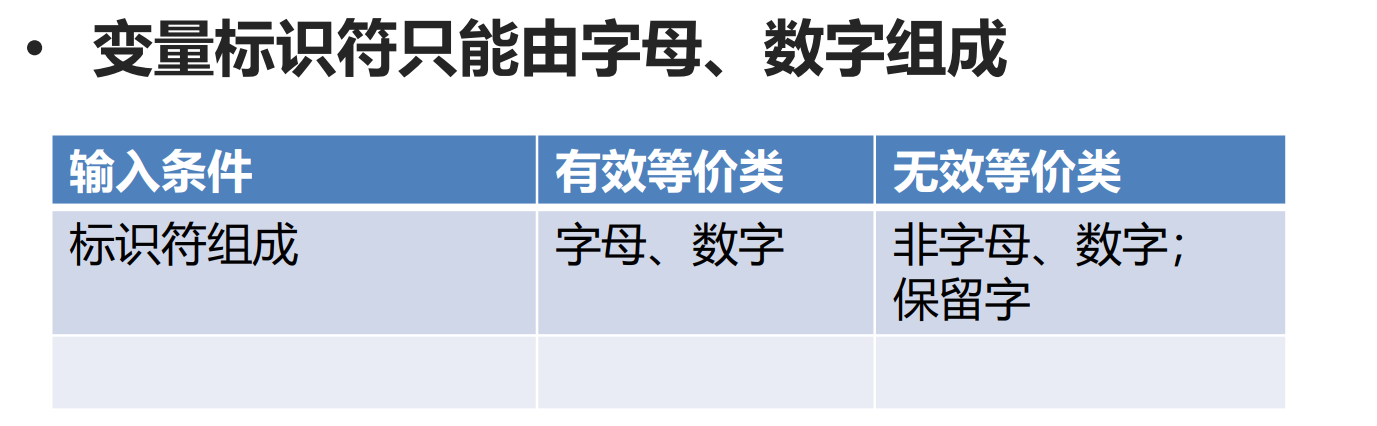 • 变量标识符只能由字母、数字组成
输入条件 有效等价类 无效等价类
标识符组成 字母、数字 非字母、数字；
保留字